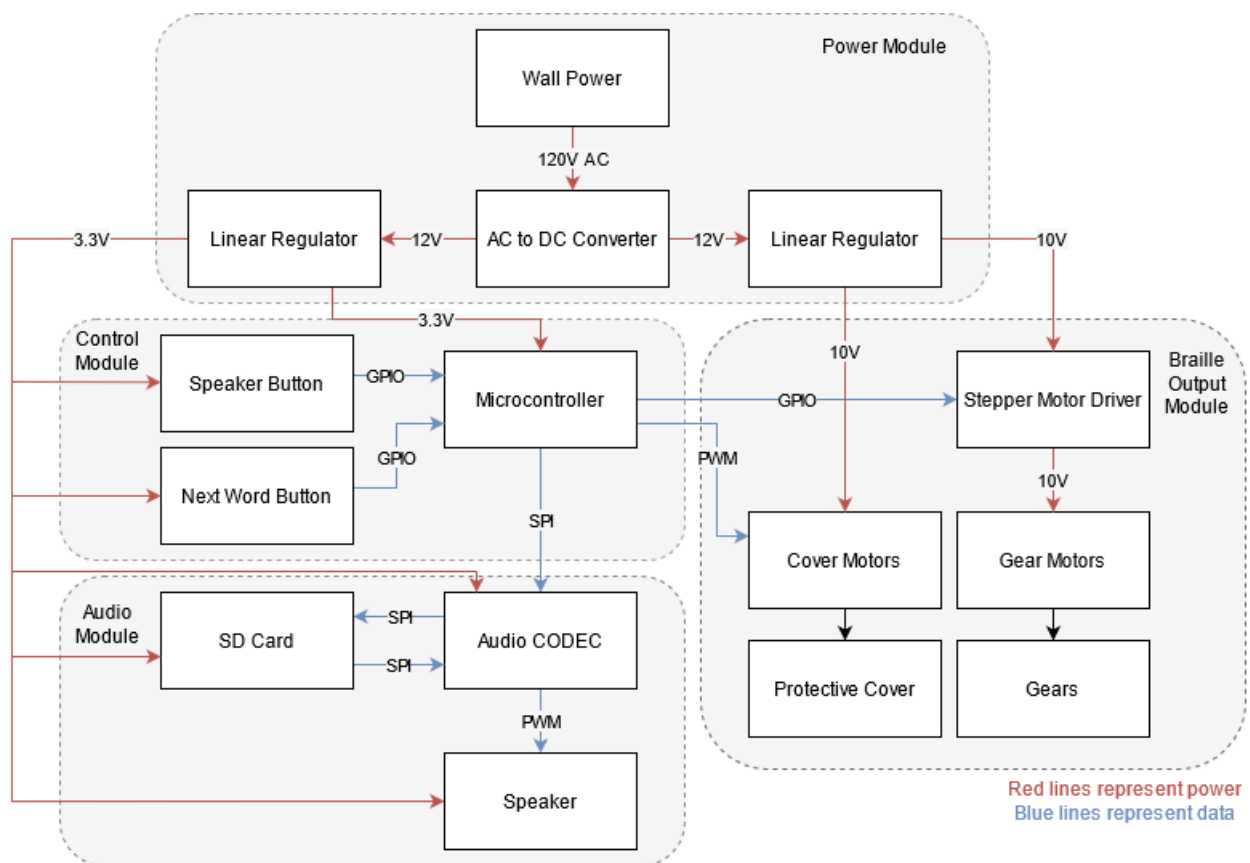 Power Module
Wall Power
120V AC
Linear Regulator
12V
AC to DC Converter
12V
Linear Regulator
3.3V
10V
3.3V
10V
Control
Module
Speaker Button
GPIO
Microcontroller
GPIO
Next Word Button
GPIO
PWM
SPI
Braille
Output
Module
Stepper Motor Driver
10V
Cover Motors
Gear Motors
Protective Cover
Gears
Audio
Module
SD Card
SPI
SPI
Audio CODEC
PWM
Speaker
Red lines represent power
Blue lines represent data